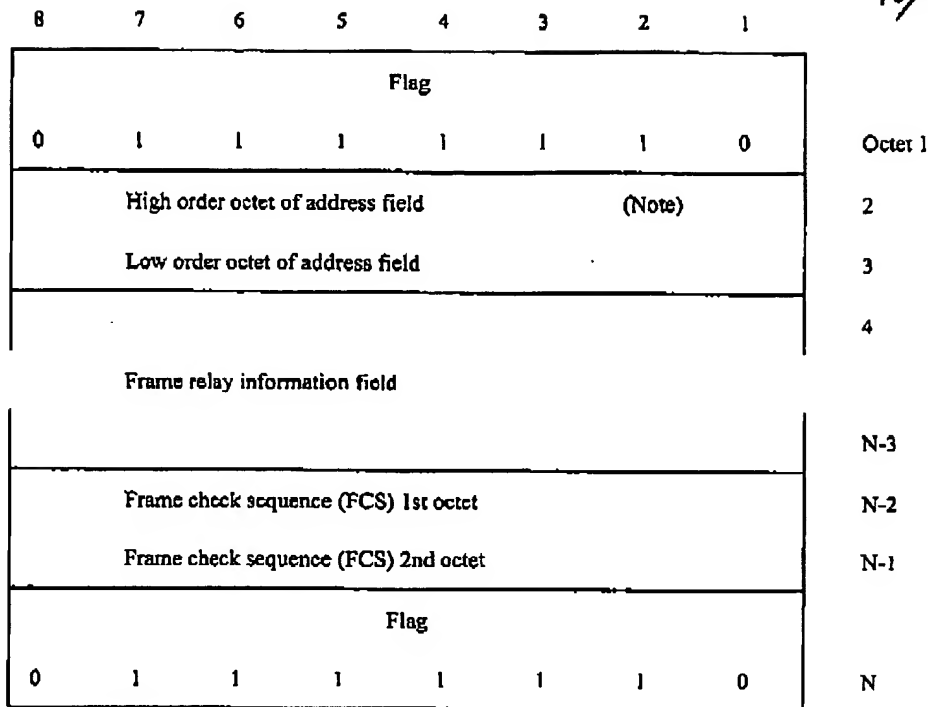 8 7 6 5 4 3 2 1
Flag
0 1 1 1 1 1 1 0 Octet 1
High order octet of address field (Note) 2
Low order octet of address field 3
4
Frame relay information field
N-3
Frame check sequence (FCS) 1st octet N-2
Frame check sequence (FCS) 2nd octet N-1
Flag
0 1 1 1 1 1 1 0 N